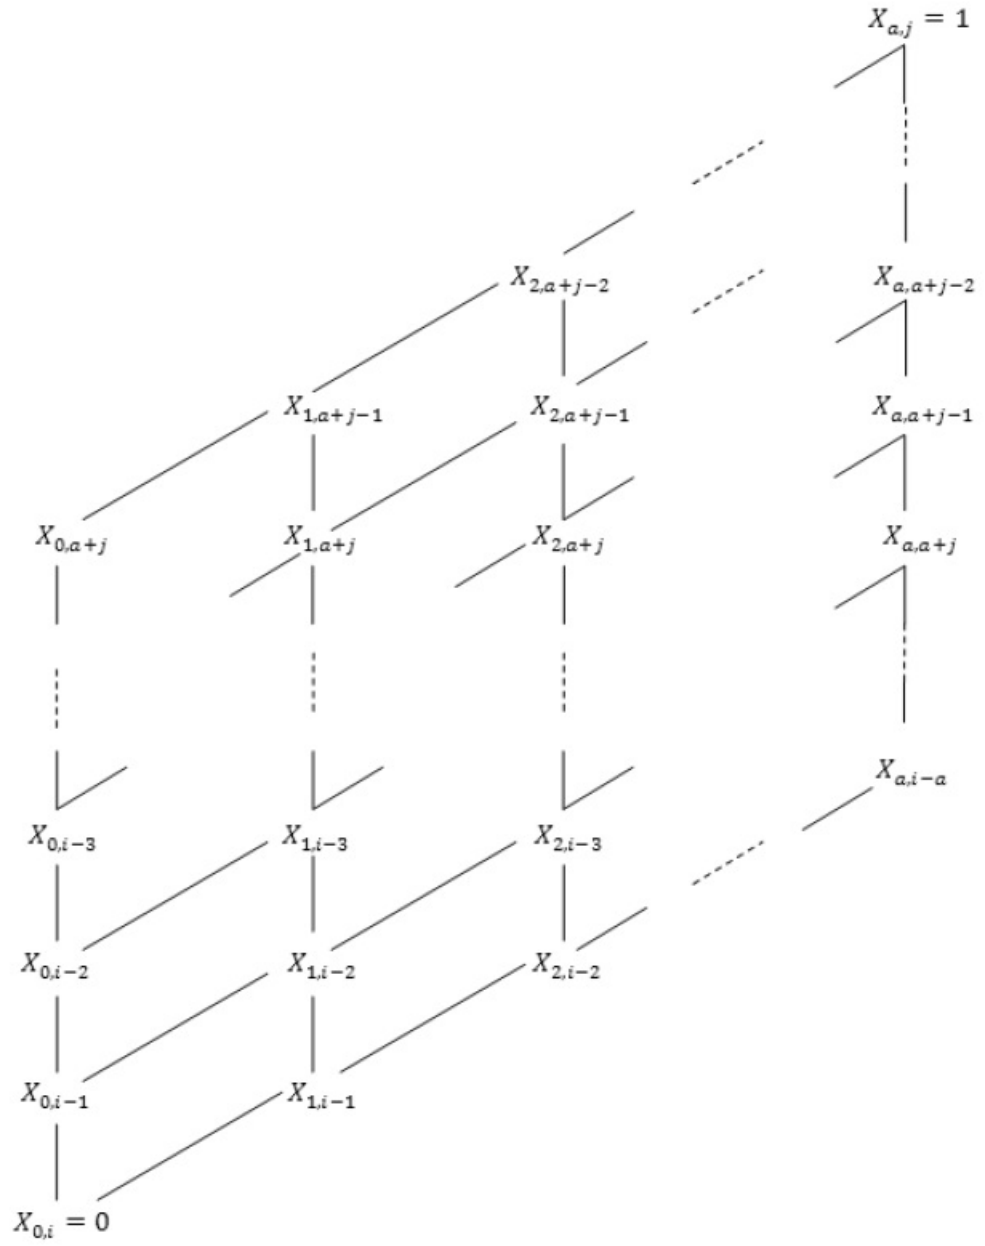 X_{a,j} = 1
X_{2,a+j-2} X_{a,a+j-2}
X_{1,a+j-1} X_{2,a+j-1} X_{a,a+j-1}
X_{0,a+j} X_{1,a+j} X_{2,a+j} X_{a,a+j}
X_{a,i-a}
X_{0,i-3} X_{1,i-3} X_{2,i-3}
X_{0,i-2} X_{1,i-2} X_{2,i-2}
X_{0,i-1} X_{1,i-1}
X_{0,i} = 0